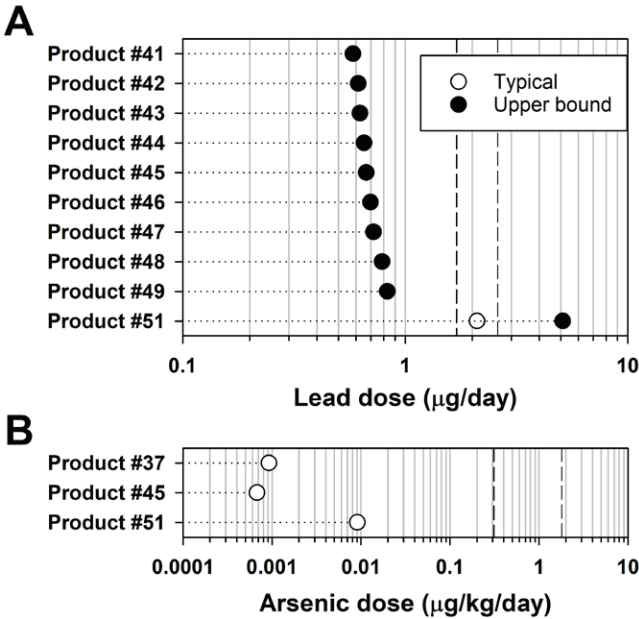 A
Product #41
Product #42
Product #43
Product #44
Product #45
Product #46
Product #47
Product #48
Product #49
Product #51
Typical
Upper bound
0.1 1 10
Lead dose (μg/day)
B
Product #37
Product #45
Product #51
0.0001 0.001 0.01 0.1 1 10
Arsenic dose (μg/kg/day)